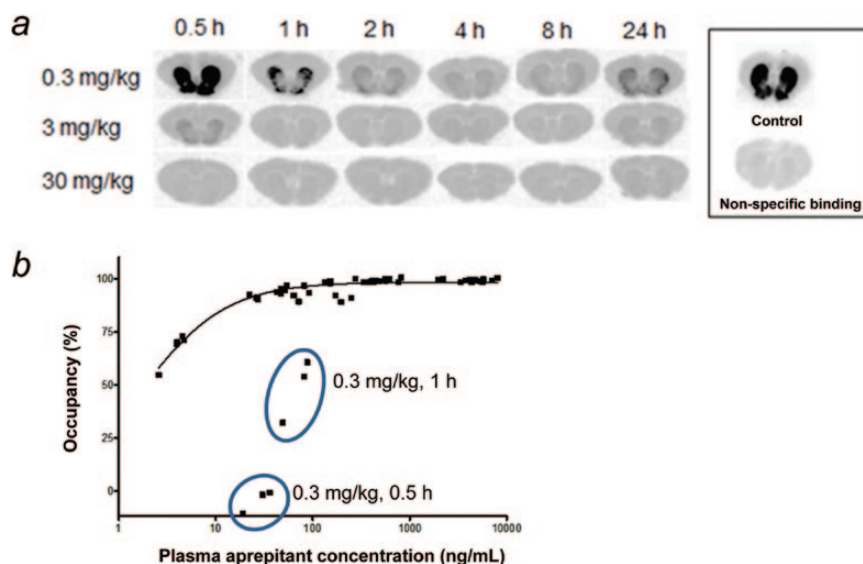 a
0.5 h 1 h 2 h 4 h 8 h 24 h
0.3 mg/kg
3 mg/kg
30 mg/kg
Control
Non-specific binding
b
100
75
50
25
0
Occupancy (%)
0.3 mg/kg, 1 h
0.3 mg/kg, 0.5 h
1 10 100 1000 10000
Plasma aprepitant concentration (ng/mL)